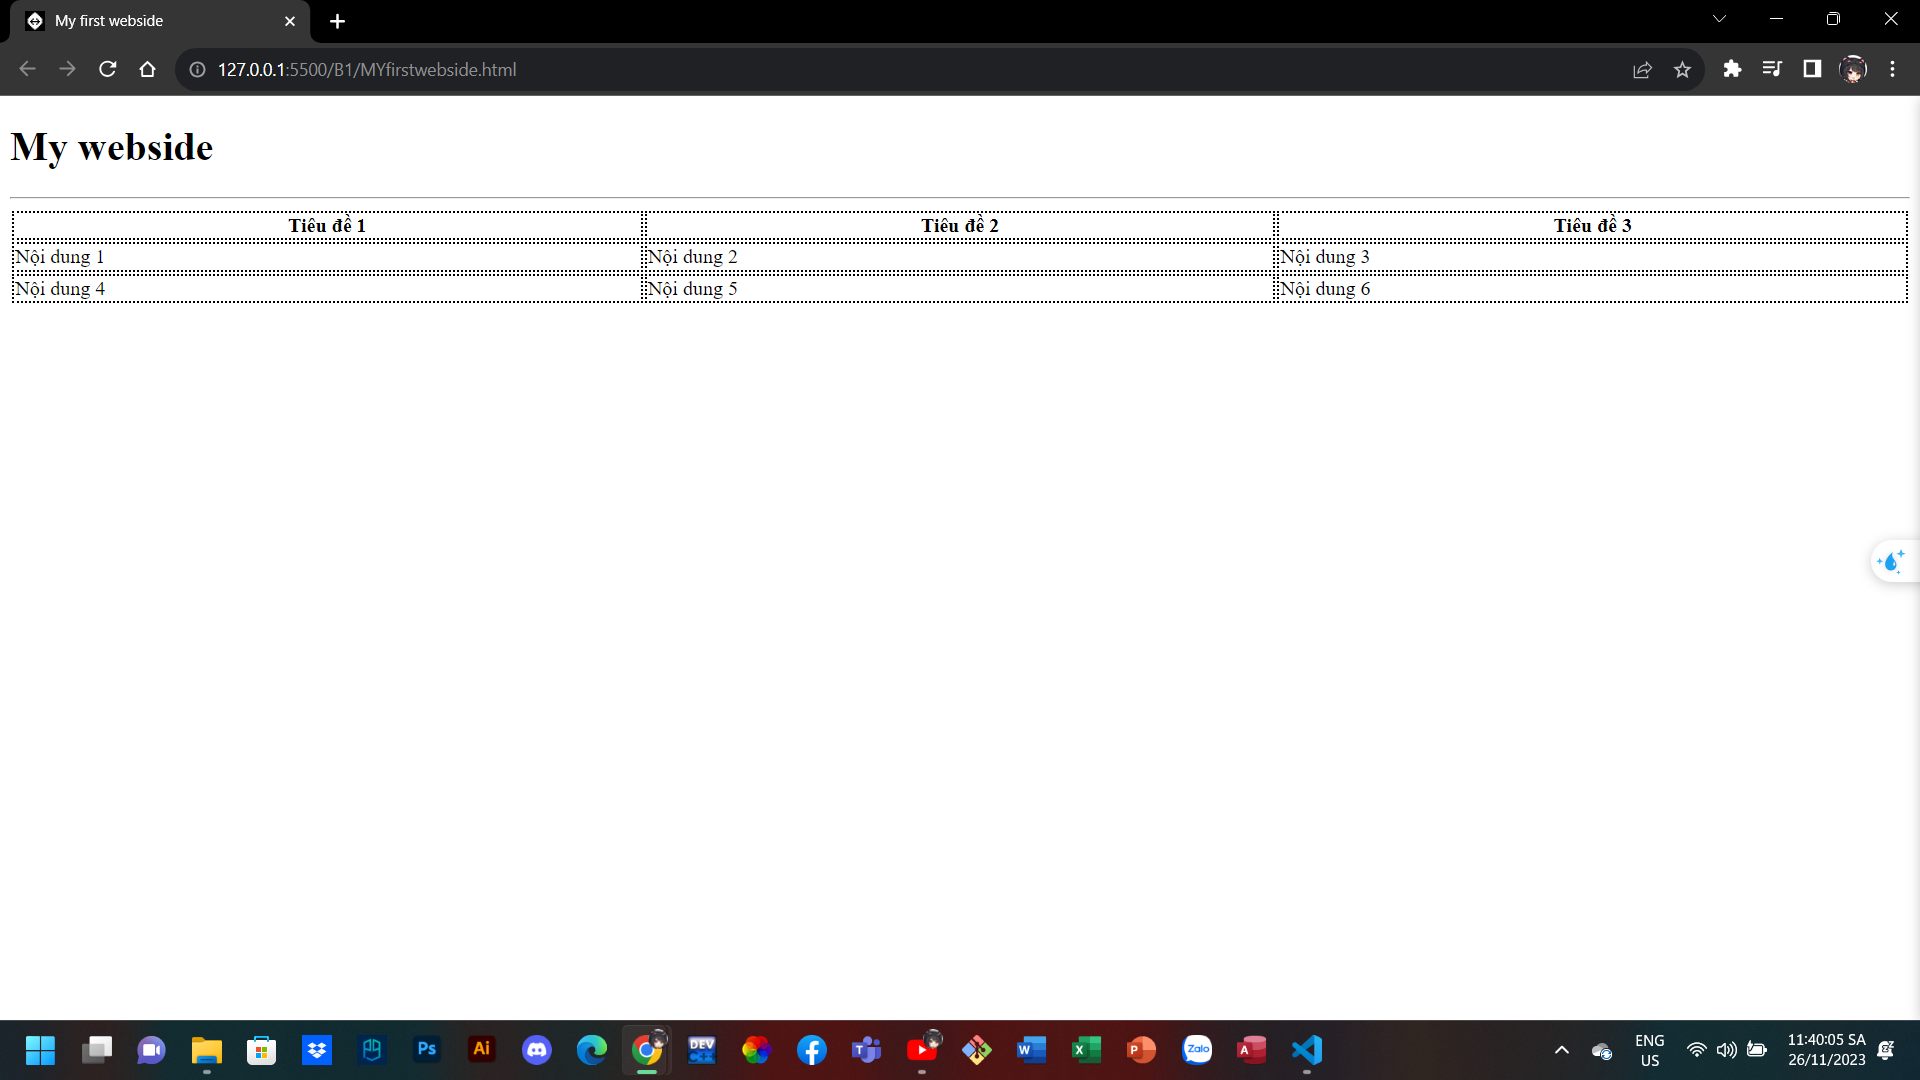 My first webside
127.0.0.1:5500/B1/MYfirstwebside.html
My webside
Tiêu đề 1 Tiêu đề 2 Tiêu đề 3
Nội dung 1 Nội dung 2 Nội dung 3
Nội dung 4 Nội dung 5 Nội dung 6
Ps Ai DEV C++ T W X P Zalo A
ENG 11:40:05 SA
US 26/11/2023